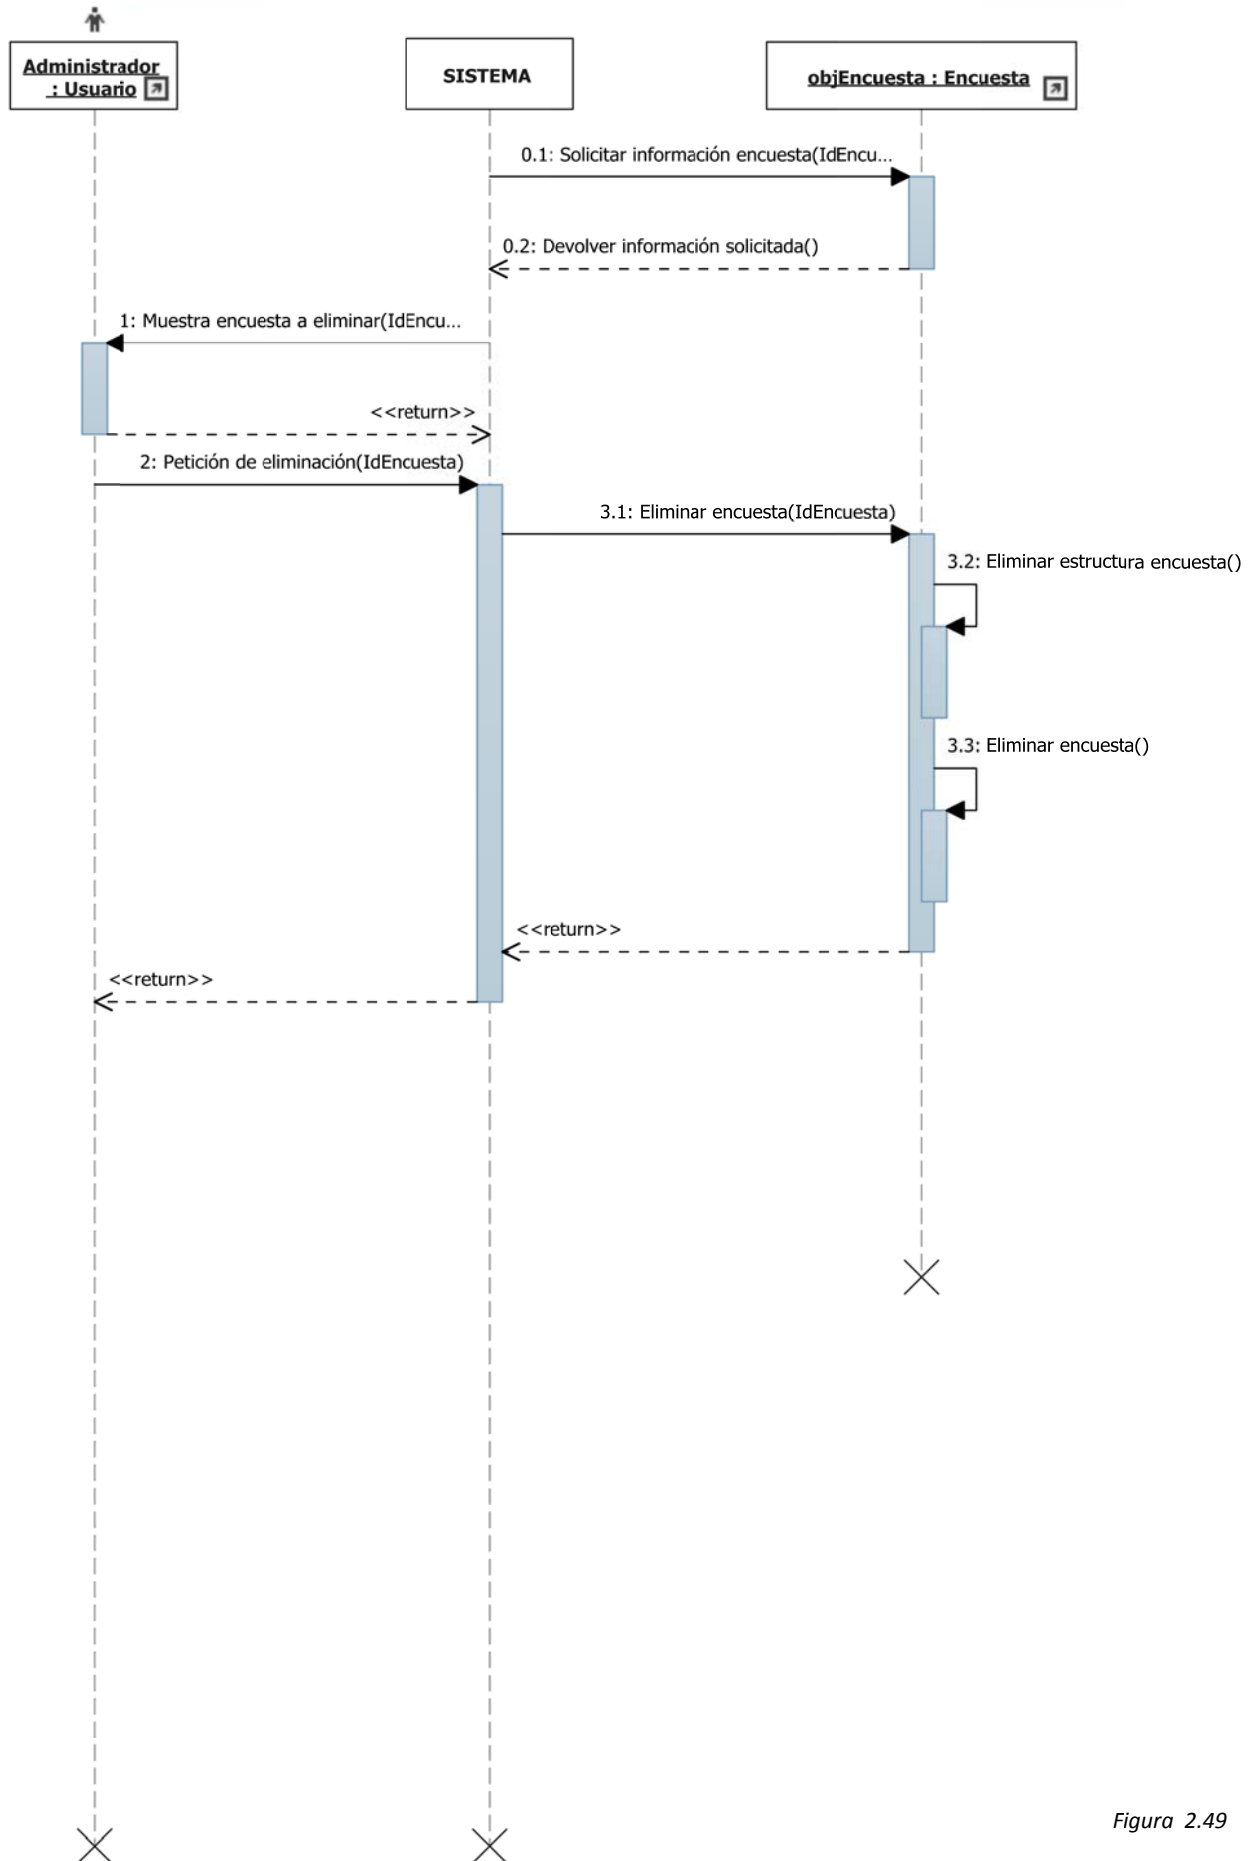 Administrador
: Usuario
SISTEMA
objEncuesta : Encuesta
0.1: Solicitar información encuesta(IdEncu...
0.2: Devolver información solicitada()
1: Muestra encuesta a eliminar(IdEncu...
<<return>>
2: Petición de eliminación(IdEncuesta)
3.1: Eliminar encuesta(IdEncuesta)
3.2: Eliminar estructura encuesta()
3.3: Eliminar encuesta()
<<return>>
<<return>>
Figura 2.49